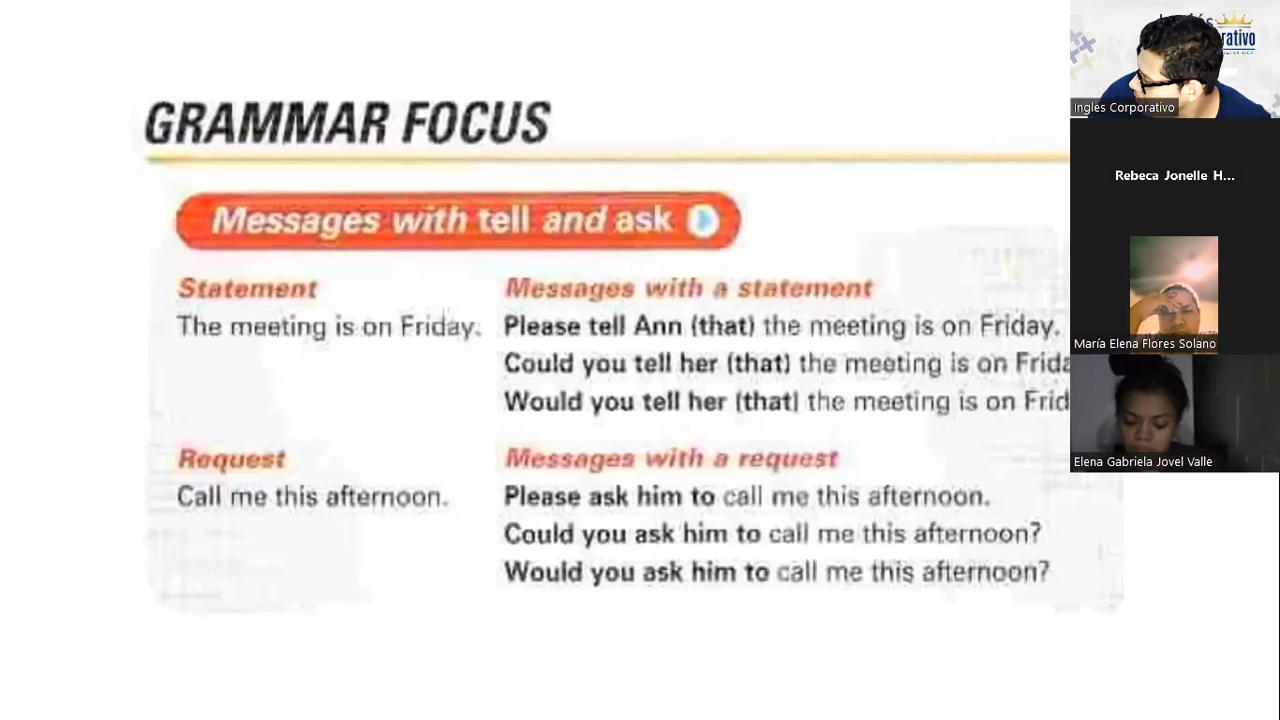 GRAMMAR FOCUS
Messages with tell and ask
Statement
The meeting is on Friday.
Messages with a statement
Please tell Ann (that) the meeting is on Friday.
Could you tell her (that) the meeting is on Frida
Would you tell her (that) the meeting is on Frid
Request
Call me this afternoon.
Messages with a request
Please ask him to call me this afternoon.
Could you ask him to call me this afternoon?
Would you ask him to call me this afternoon?
rativo
Ingles Corporativo
Rebeca Jonelle H...
María Elena Flores Solano
Elena Gabriela Jovel Valle